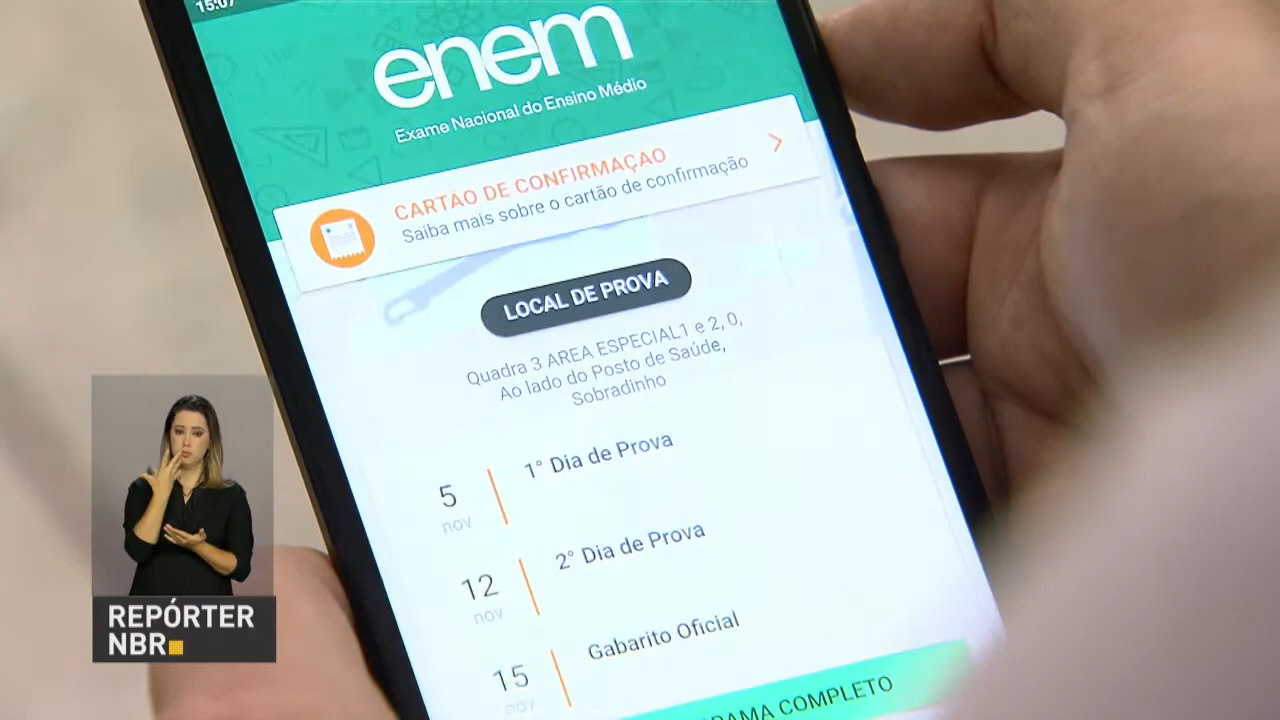 15:07
enem
Exame Nacional do Ensino Médio
CARTÃO DE CONFIRMAÇÃO
Saiba mais sobre o cartão de confirmação
LOCAL DE PROVA
Quadra 3 AREA ESPECIAL1 e 2, 0,
Ao lado do Posto de Saúde,
Sobradinho
1° Dia de Prova
5
nov
2° Dia de Prova
12
nov
Gabarito Oficial
15
nov
COMPLETO
REPÓRTER
NBR